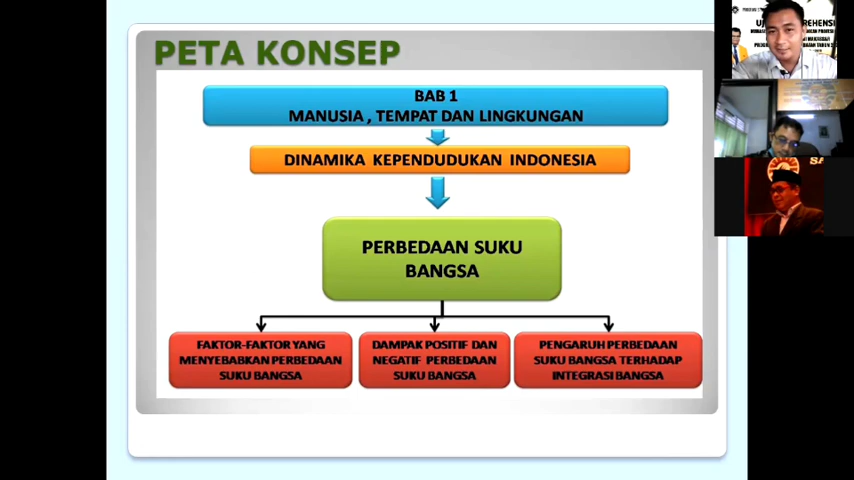 PETA KONSEP
BAB 1
MANUSIA , TEMPAT DAN LINGKUNGAN
DINAMIKA KEPENDUDUKAN INDONESIA
PERBEDAAN SUKU
BANGSA
FAKTOR-FAKTOR YANG
MENYEBABKAN PERBEDAAN
SUKU BANGSA
DAMPAK POSITIF DAN
NEGATIF PERBEDAAN
SUKU BANGSA
PENGARUH PERBEDAAN
SUKU BANGSA TERHADAP
INTEGRASI BANGSA